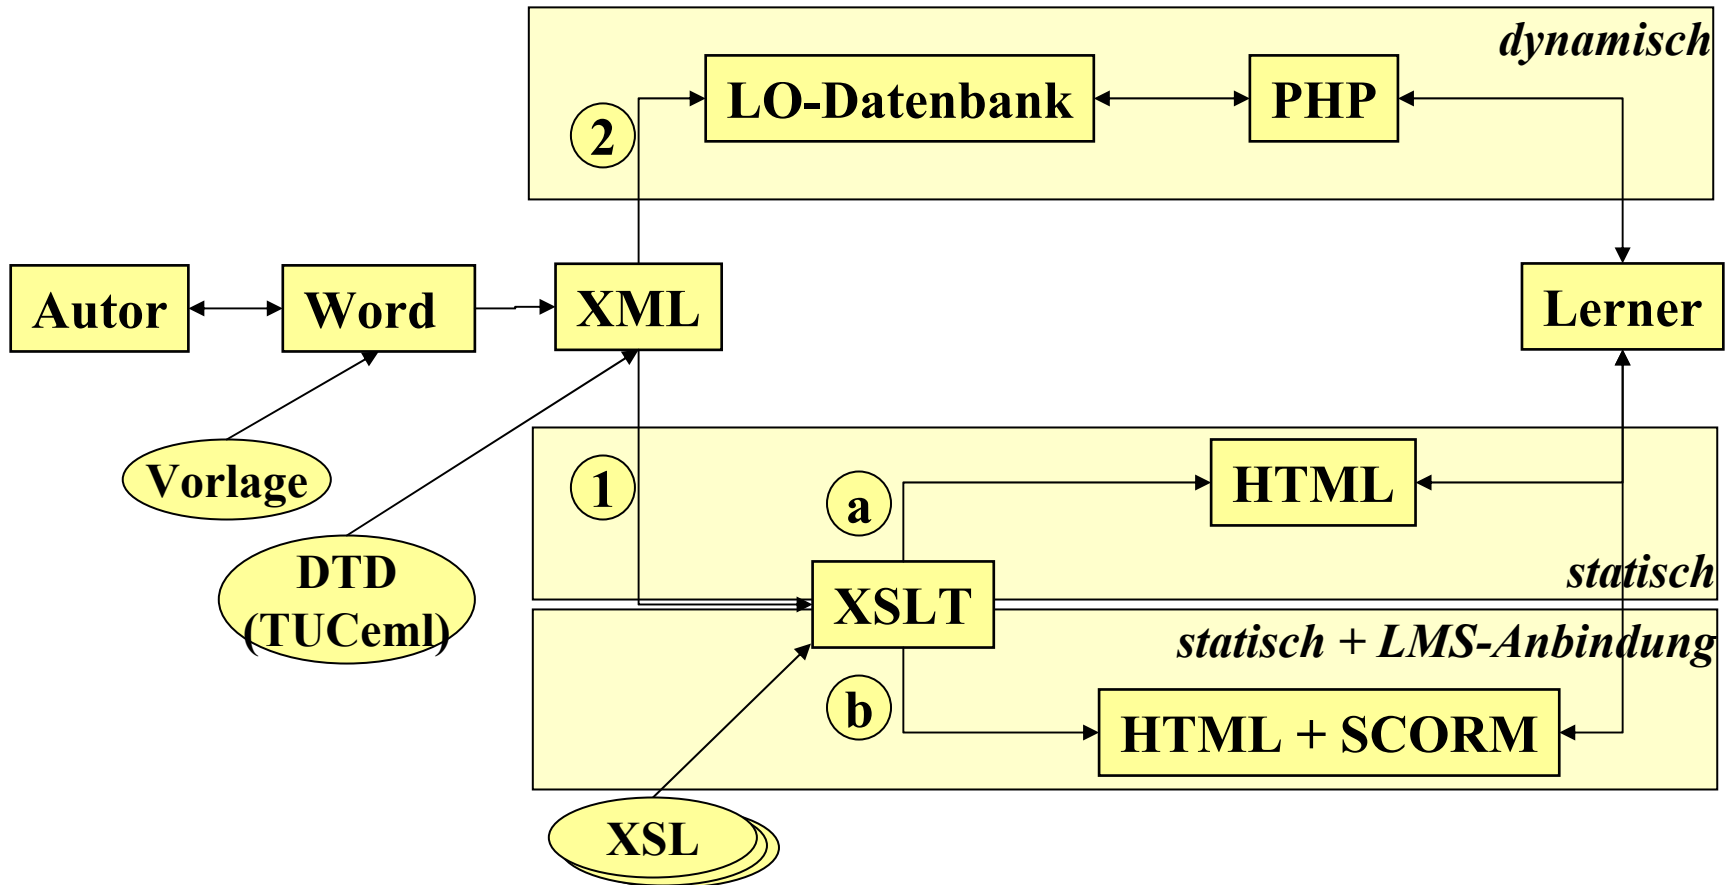 dynamisch
LO-Datenbank
PHP
2
Autor
Word
XML
Lerner
Vorlage
1
a
HTML
DTD
(TUCeml)
statisch
XSLT
statisch + LMS-Anbindung
b
HTML + SCORM
XSL